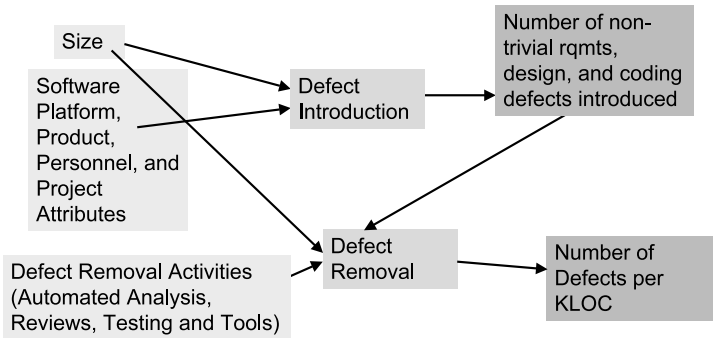 Size
Software
Platform,
Product,
Personnel, and
Project
Attributes
Defect
Introduction
Number of non-
trivial rqmts,
design, and coding
defects introduced
Defect Removal Activities
(Automated Analysis,
Reviews, Testing and Tools)
Defect
Removal
Number of
Defects per
KLOC